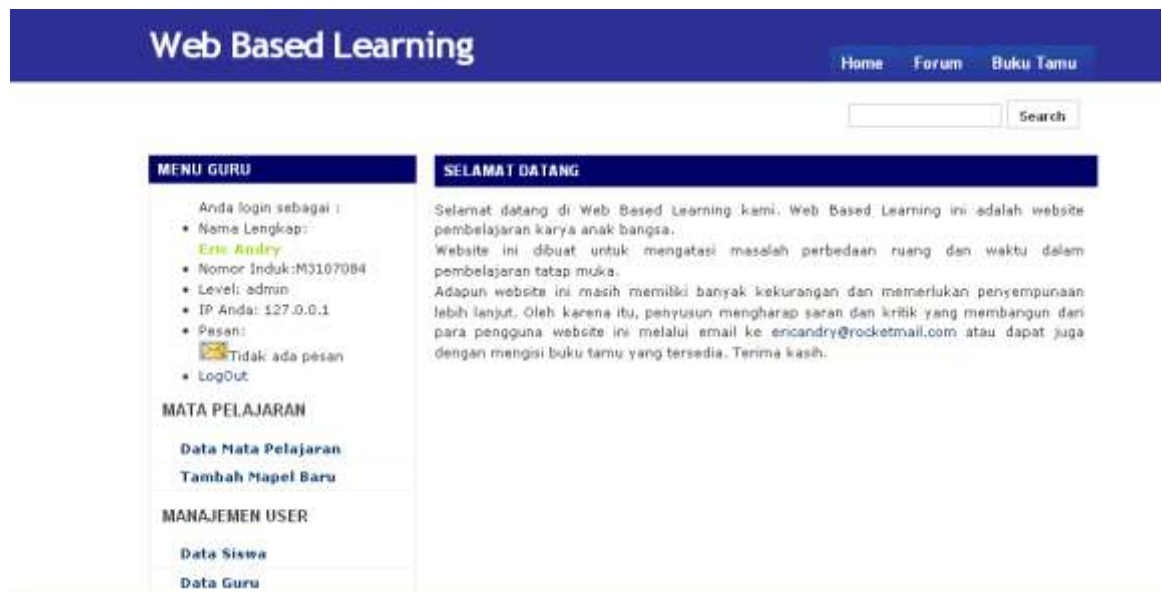 Web Based Learning
Home Forum Buku Tamu
Search
MENU GURU
Anda login sebagai :
Nama Lengkap:
Eric Andry
Nomor Induk:M3107084
Level: admin
IP Anda: 127.0.0.1
Pesan:
Tidak ada pesan
LogOut
MATA PELAJARAN
Data Mata Pelajaran
Tambah Mapel Baru
MANAJEMEN USER
Data Siswa
Data Guru
SELAMAT DATANG
Selamat datang di Web Based Learning kami. Web Based Learning ini adalah website
pembelajaran karya anak bangsa.
Website ini dibuat untuk mengatasi masalah perbedaan ruang dan waktu dalam
pembelajaran tatap muka.
Adapun website ini masih memiliki banyak kekurangan dan memerlukan penyempunaan
lebih lanjut. Oleh karena itu, penyusun mengharap saran dan kritik yang membangun dari
para pengguna website ini melalui email ke ericandry@rocketmail.com atau dapat juga
dengan mengisi buku tamu yang tersedia. Terima kasih.